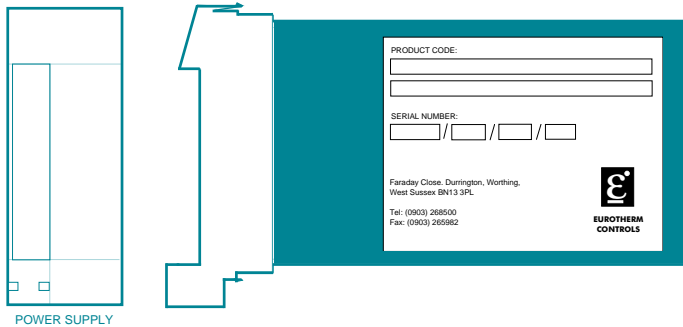 PRODUCT CODE:
SERIAL NUMBER:
/ / /
Faraday Close. Durrington, Worthing,
West Sussex BN13 3PL
Tel: (0903) 268500
Fax: (0903) 265982
ε
EUROTHERM
CONTROLS
POWER SUPPLY